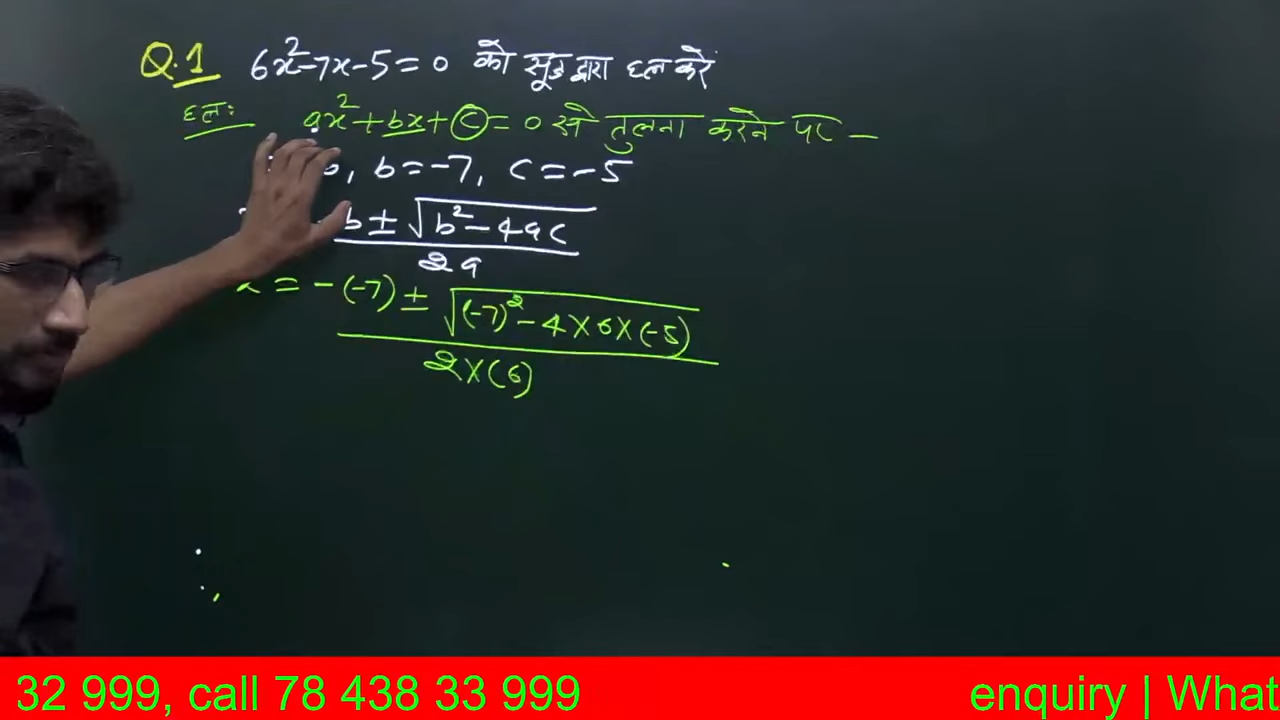 Q.1 6x²-7x-5=0 को सूत्र द्वारा हल करें
हलः ax²+bx+c=0 से तुलना करने पर —
, b=-7, c=-5
b ± √(b²-4ac)
2a
x = -(-7) ± √((-7)²-4×6×(-5))
2×(6)
32 999, call 78 438 33 999 enquiry | What